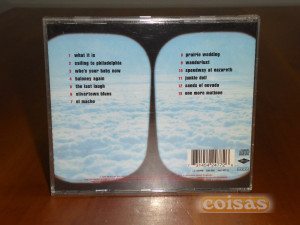 1 what it is
2 sailing to philadelphia
3 who's your baby now
4 baloney again
5 the last laugh
6 silvertown blues
7 el macho
8 prairie wedding
9 wanderlust
10 speedway at nazareth
11 junkie doll
12 sands of nevada
13 one more matinee
coisas